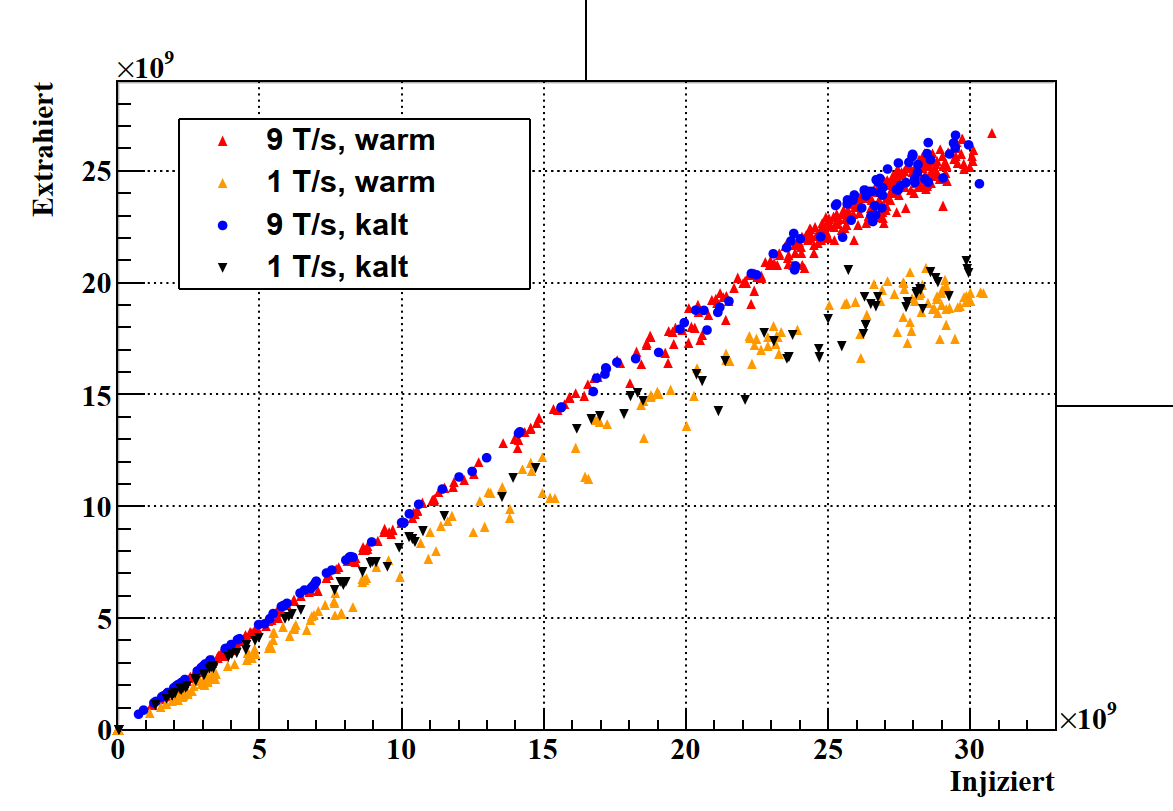 ×10⁹
Extrahiert
9 T/s, warm
1 T/s, warm
9 T/s, kalt
1 T/s, kalt
25
20
15
10
5
0
0 5 10 15 20 25 30
×10⁹
Injiziert